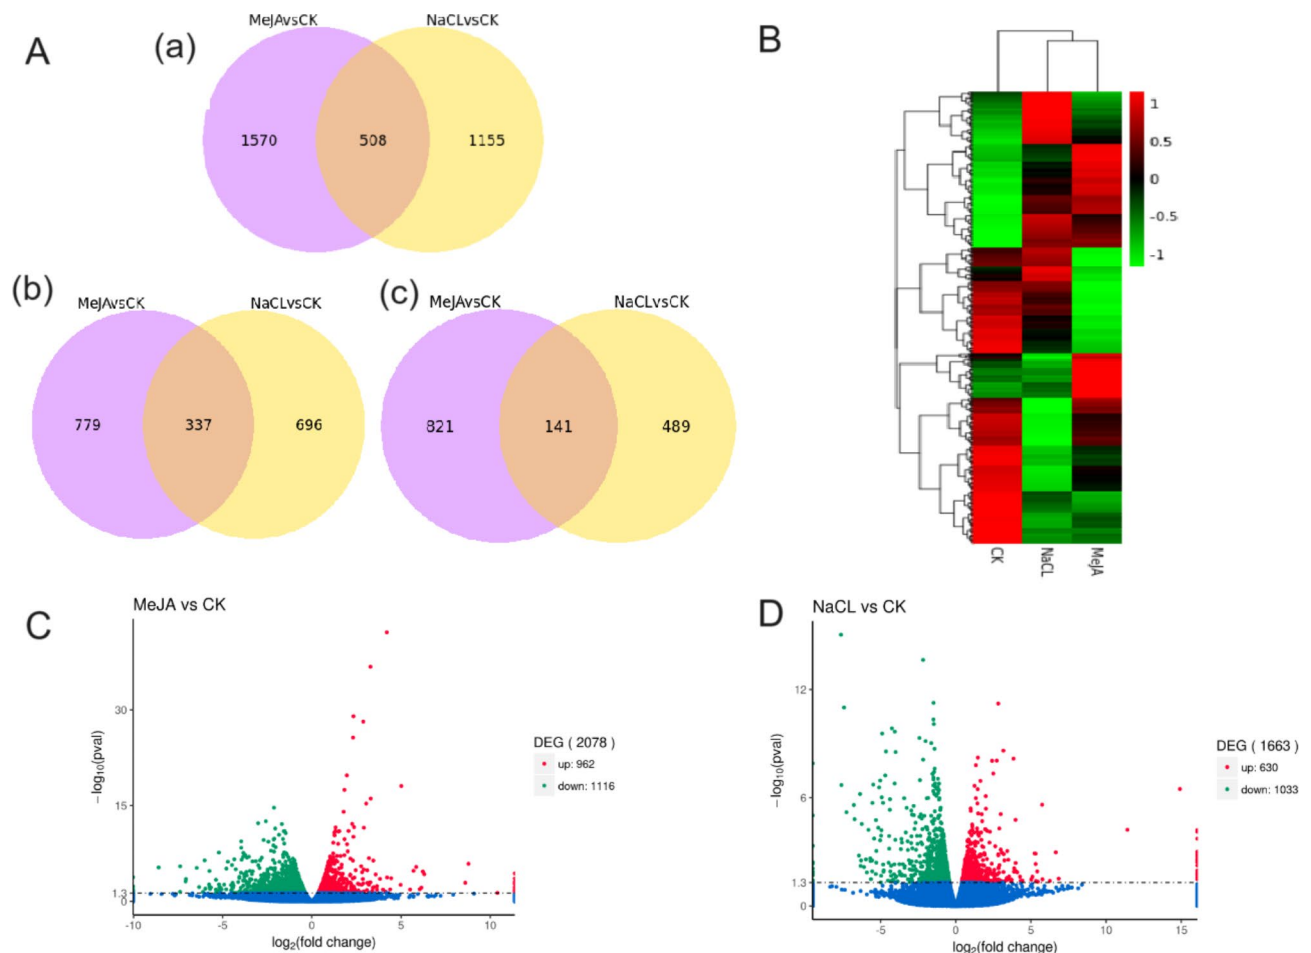 A
(a)
MeJAvsCK
NaCLvsCK
1570
508
1155
(b)
MeJAvsCK
NaCLvsCK
779
337
696
(c)
MeJAvsCK
NaCLvsCK
821
141
489
B
1
0.5
0
-0.5
-1
CK
NaCL
MeJA
C
MeJA vs CK
−log10(pval)
30
15
1.3
0
-10
-5
0
5
10
log2(fold change)
DEG ( 2078 )
up: 962
down: 1116
D
NaCL vs CK
−log10(pval)
12
6
1.3
0
-5
0
5
10
15
log2(fold change)
DEG ( 1663 )
up: 630
down: 1033